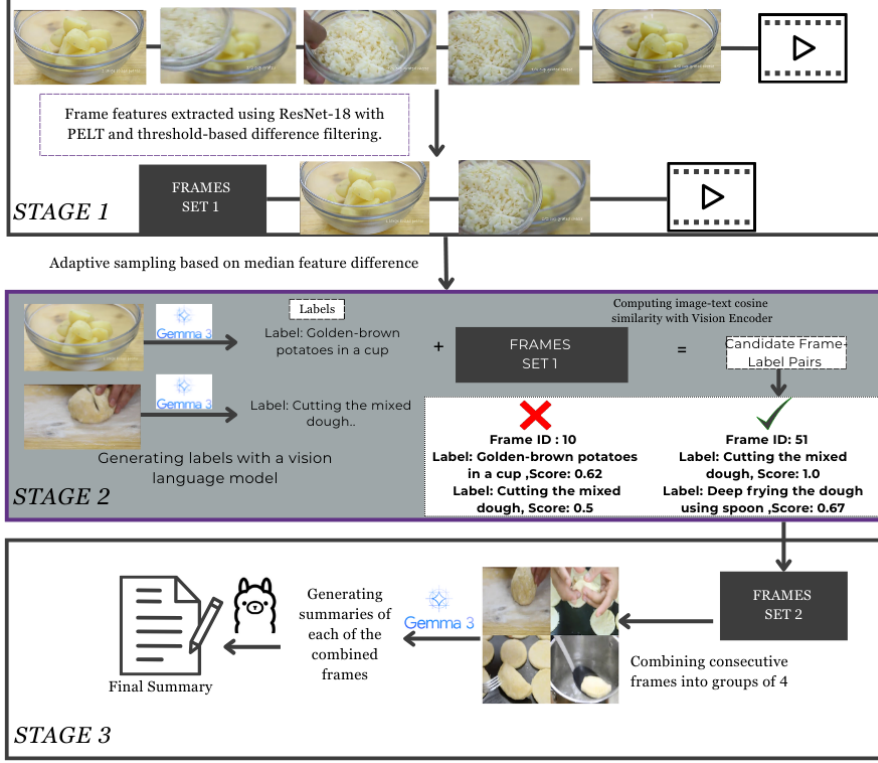 Frame features extracted using ResNet-18 with
PELT and threshold-based difference filtering.
FRAMES
SET 1
STAGE 1
Adaptive sampling based on median feature difference
Gemma 3
Labels
Label: Golden-brown
potatoes in a cup
+
FRAMES
SET 1
Computing image-text cosine
similarity with Vision Encoder
=
Candidate Frame-
Label Pairs
Gemma 3
Label: Cutting the mixed
dough..
Generating labels with a vision
language model
Frame ID : 10
Label: Golden-brown potatoes
in a cup ,Score: 0.62
Label: Cutting the mixed
dough, Score: 0.5
Frame ID: 51
Label: Cutting the mixed
dough, Score: 1.0
Label: Deep frying the dough
using spoon ,Score: 0.67
STAGE 2
FRAMES
SET 2
Combining consecutive
frames into groups of 4
Gemma 3
Generating
summaries of
each of the
combined
frames
Final Summary
STAGE 3